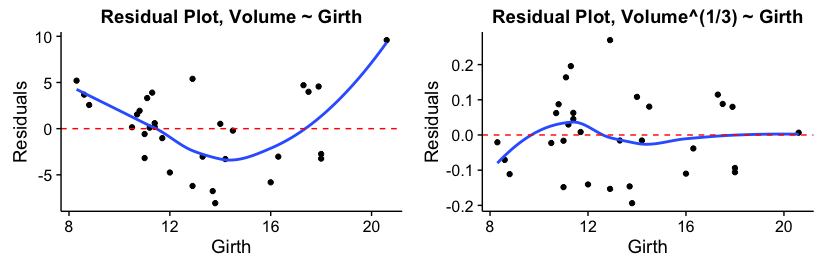 Residual Plot, Volume ~ Girth
10
5
0
-5
Residuals
8
12
16
20
Girth
Residual Plot, Volume^(1/3) ~ Girth
0.2
0.1
0.0
-0.1
-0.2
Residuals
8
12
16
20
Girth